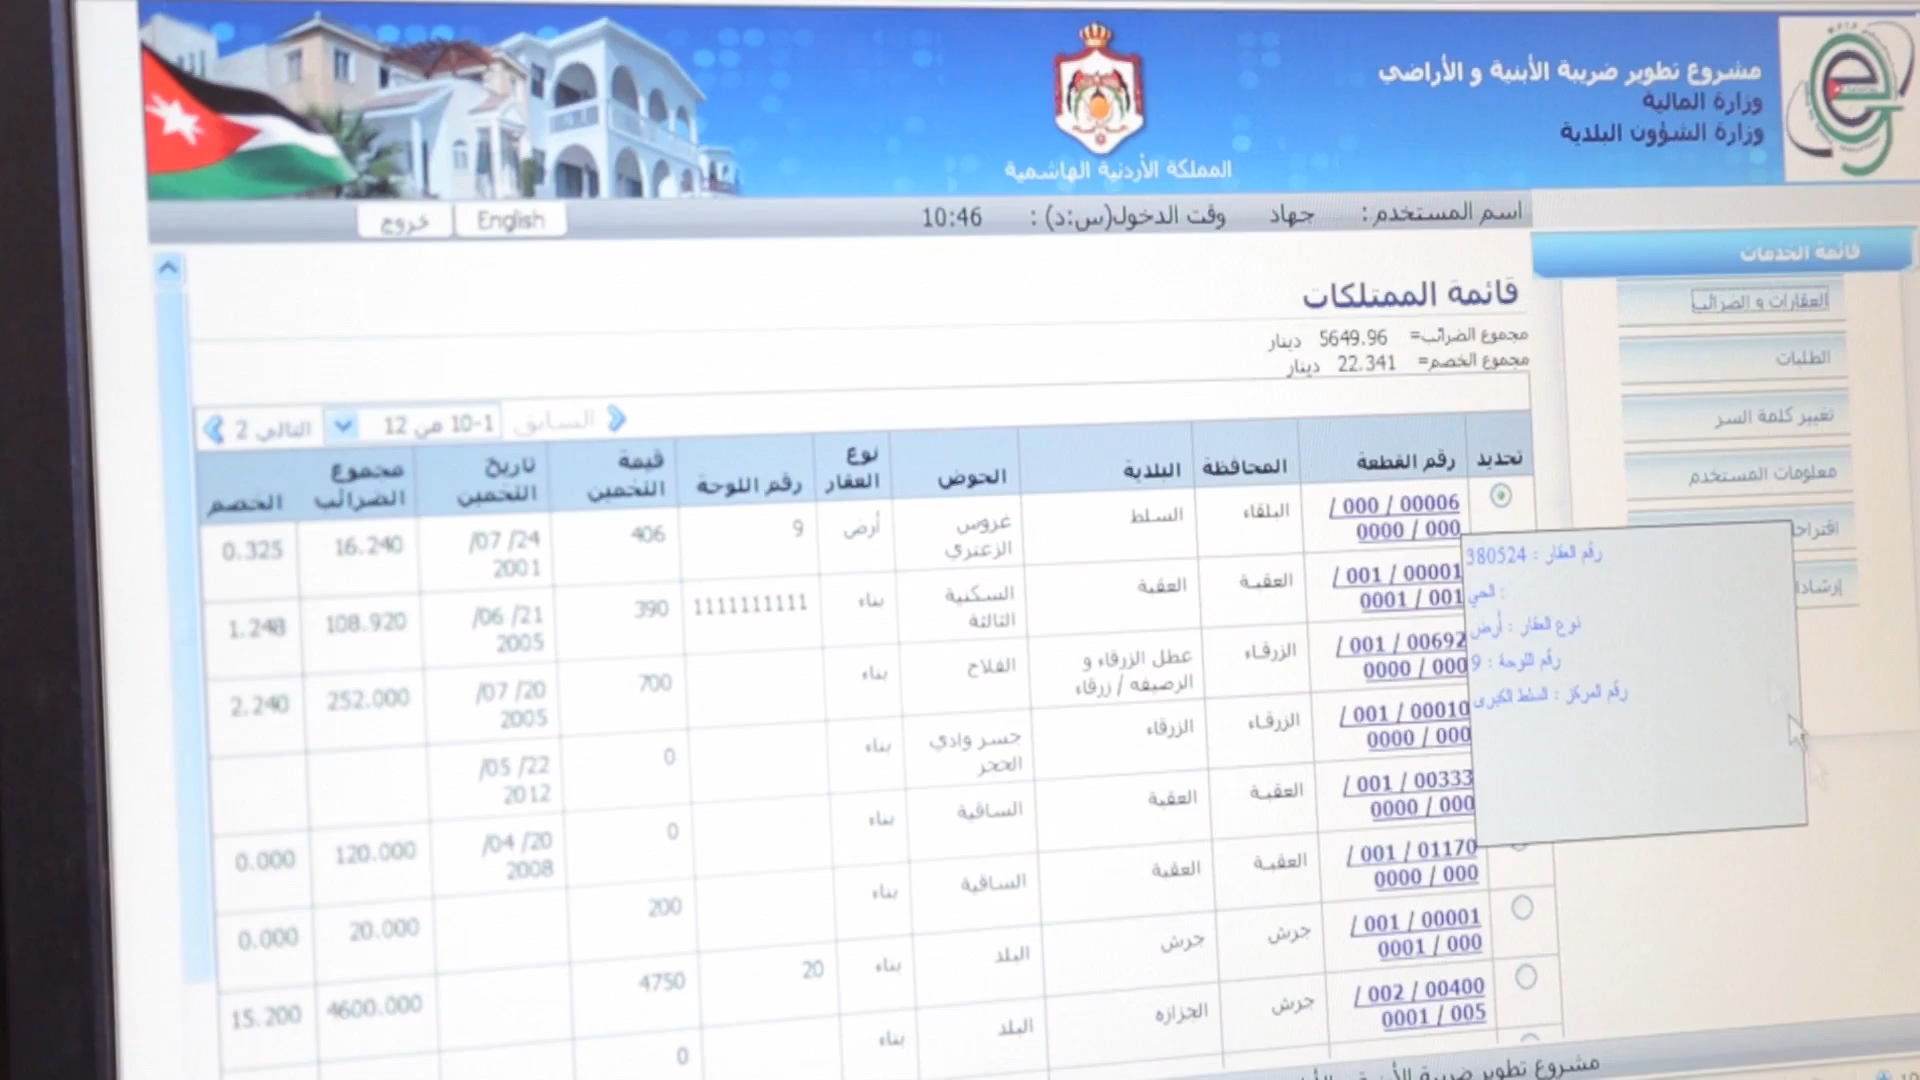 مشروع تطوير ضريبة الأبنية و الأراضي
وزارة المالية
وزارة الشؤون البلدية
المملكة الأردنية الهاشمية
اسم المستخدم : جهاد وقت الدخول(س:د) : 10:46
English خروج
قائمة الخدمات
العقارات و الضرائب
الطلبات
تغيير كلمة السر
معلومات المستخدم
قائمة الممتلكات
مجموع الضرائب= 5649.96 دينار
مجموع الخصم= 22.341 دينار
السابق 1-10 من 12 التالي 2
تحديد رقم القطعة المحافظة البلدية الحوض نوع العقار رقم اللوحة قيمة التخمين تاريخ التخمين مجموع الضرائب الخصم
00006 / 000 / 000 / 0000 البلقاء السلط غروس الزعتري أرض 9 406 24/ 07/ 2001 16.240 0.325
00001 / 001 / 001 / 0001 العقبة العقبة السكنية الثالثة بناء 1111111111 390 21/ 06/ 2005 108.920 1.248
00692 / 001 / 000 / 0000 الزرقاء عطل الزرقاء و الرصيفه / زرقاء الفلاح بناء 700 20/ 07/ 2005 252.000 2.240
00010 / 001 / 000 / 0000 الزرقاء الزرقاء جسر وادي الحجر بناء 0 22/ 05/ 2012
00333 / 001 / 000 / 0000 العقبة العقبة الساقية بناء 0 20/ 04/ 2008 120.000 0.000
01170 / 001 / 000 / 0000 العقبة العقبة الساقية بناء 200 20.000 0.000
00001 / 001 / 000 / 0001 جرش جرش البلد بناء 20 4750 4600.000 15.200
00400 / 002 / 005 / 0001 جرش الجزازه البلد بناء 0
رقم العقار : 380524
الحي :
نوع العقار : أرض
رقم اللوحة : 9
رقم المركز : السلط الكبرى
مشروع تطوير ضريبة الأبنية